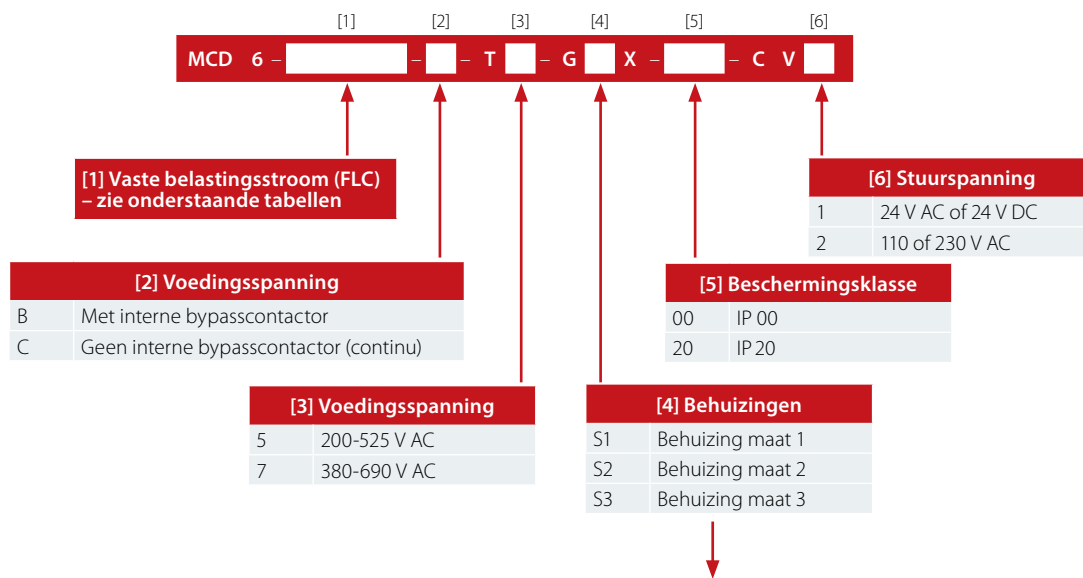 [1] [2] [3] [4] [5] [6]
MCD 6 – – – T – G X – – C V
[1] Vaste belastingsstroom (FLC)
– zie onderstaande tabellen
[6] Stuurspanning
1 24 V AC of 24 V DC
2 110 of 230 V AC
[2] Voedingsspanning
B Met interne bypasscontactor
C Geen interne bypasscontactor (continu)
[5] Beschermingsklasse
00 IP 00
20 IP 20
[3] Voedingsspanning
5 200-525 V AC
7 380-690 V AC
[4] Behuizingen
S1 Behuizing maat 1
S2 Behuizing maat 2
S3 Behuizing maat 3